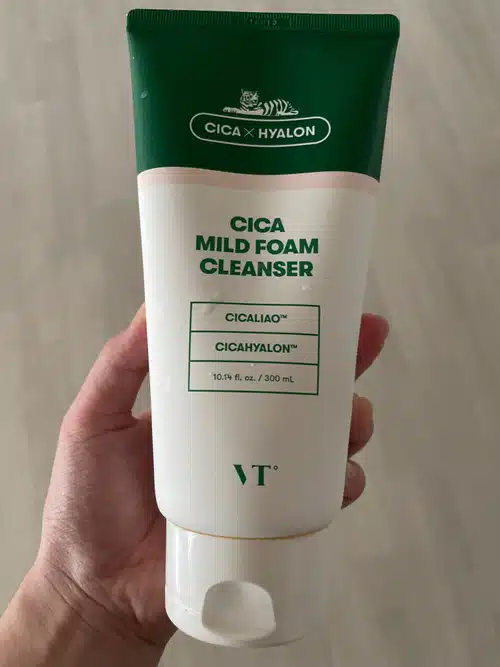 CICA × HYALON
CICA
MILD FOAM
CLEANSER
CICALIAO™
CICAHYALON™
10.14 fl. oz. / 300 mL
VT°